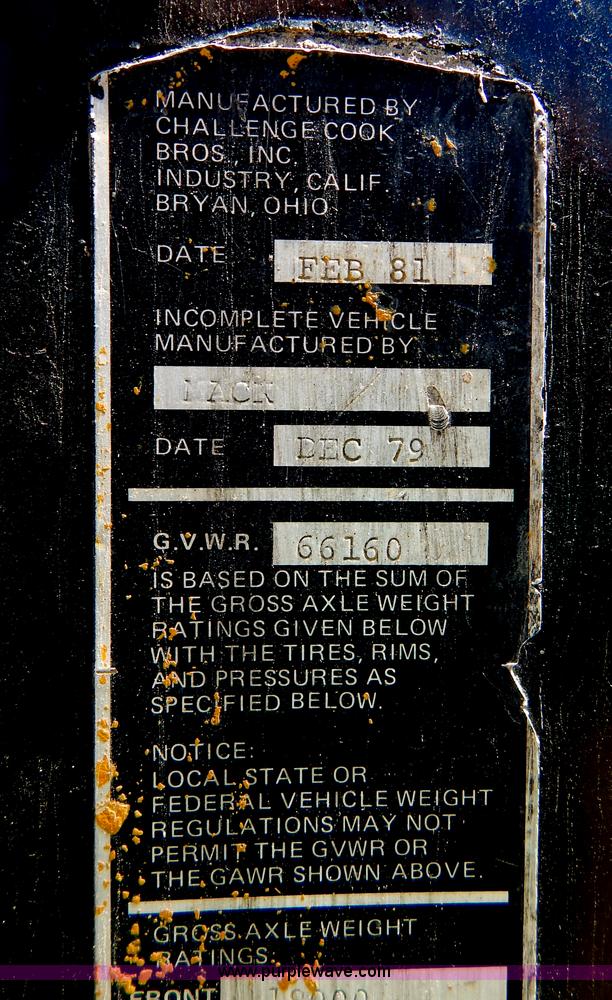 MANUFACTURED BY
CHALLENGE COOK
BROS., INC.
INDUSTRY, CALIF.
BRYAN, OHIO
DATE FEB 81
INCOMPLETE VEHICLE
MANUFACTURED BY
MACK
DATE DEC 79
G.V.W.R. 66160
IS BASED ON THE SUM OF
THE GROSS AXLE WEIGHT
RATINGS GIVEN BELOW
WITH THE TIRES, RIMS,
AND PRESSURES AS
SPECIFIED BELOW.
NOTICE:
LOCAL, STATE OR
FEDERAL VEHICLE WEIGHT
REGULATIONS MAY NOT
PERMIT THE GVWR OR
THE GAWR SHOWN ABOVE.
GROSS AXLE WEIGHT
RATINGS.
www.purplewave.com
FRONT 18000